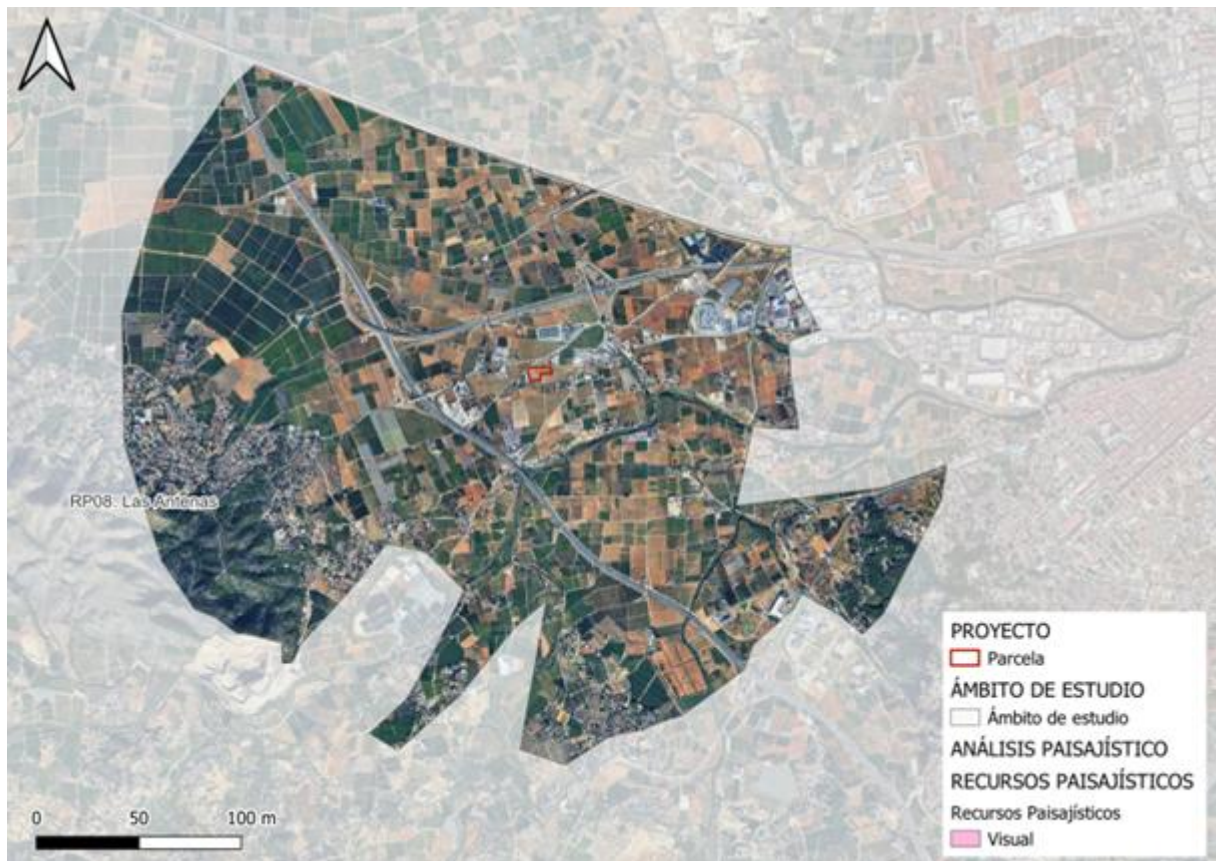 RP08. Las Antenas
PROYECTO
Parcela
ÁMBITO DE ESTUDIO
Ámbito de estudio
ANÁLISIS PAISAJÍSTICO
RECURSOS PAISAJÍSTICOS
Recursos Paisajísticos
Visual
0 50 100 m